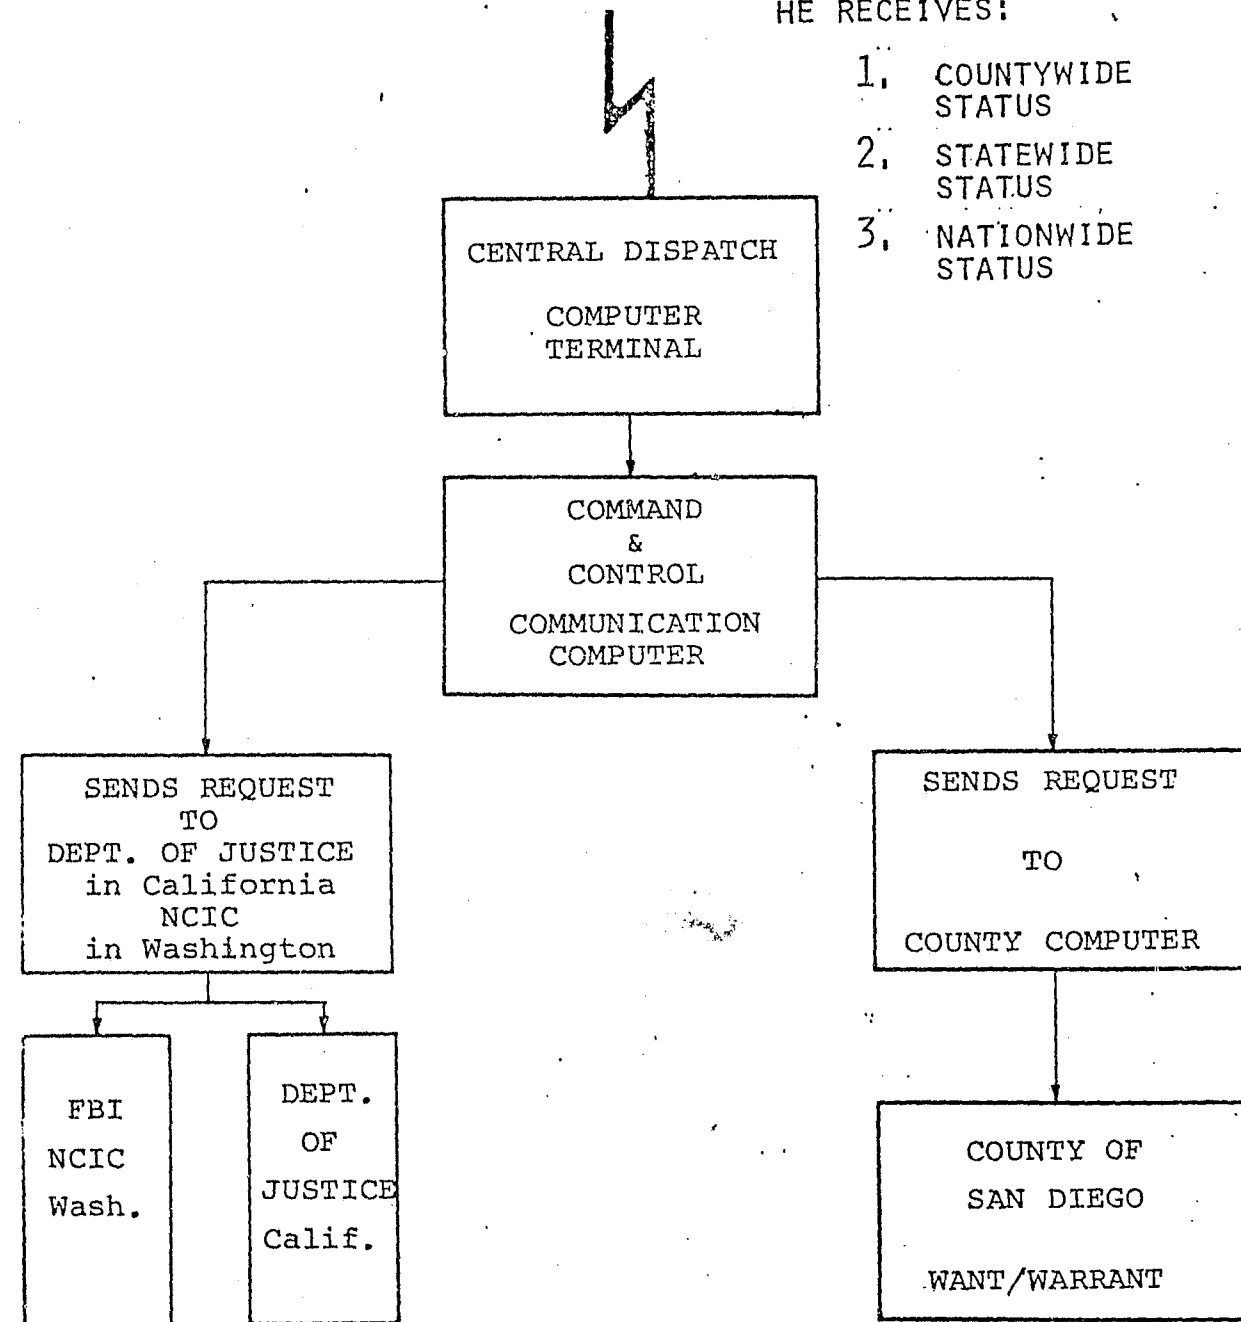 HE RECEIVES:
1. COUNTYWIDE
STATUS
2. STATEWIDE
STATUS
3. NATIONWIDE
STATUS
CENTRAL DISPATCH
COMPUTER
TERMINAL
COMMAND
&
CONTROL
COMMUNICATION
COMPUTER
SENDS REQUEST
TO
DEPT. OF JUSTICE
in California
NCIC
in Washington
SENDS REQUEST
TO
COUNTY COMPUTER
FBI
NCIC
Wash.
DEPT.
OF
JUSTICE
Calif.
COUNTY OF
SAN DIEGO
WANT/WARRANT